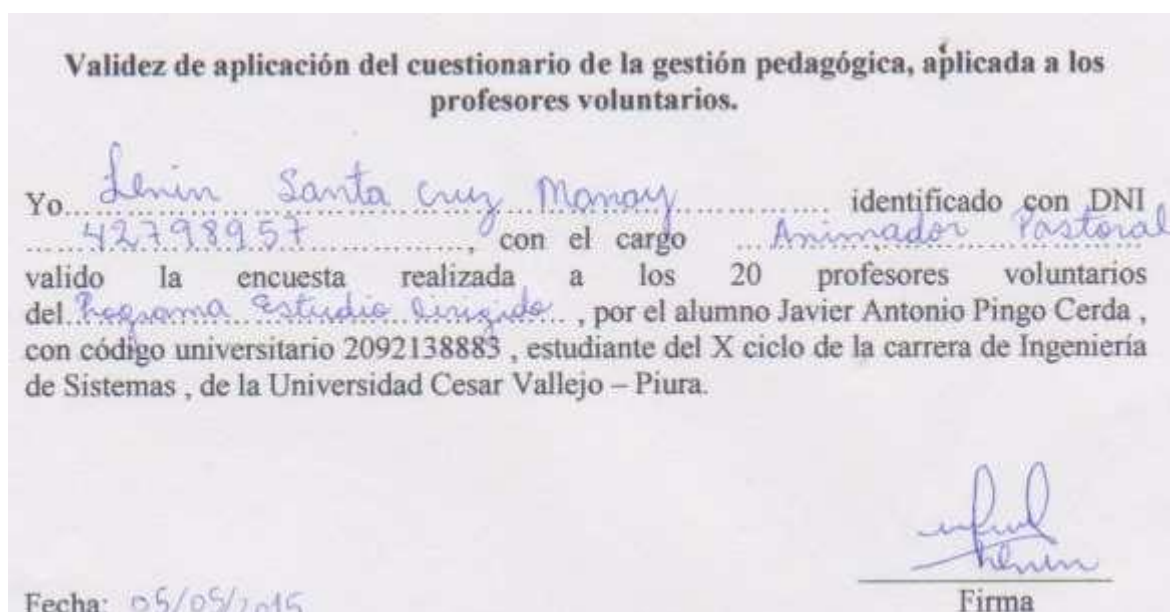 Validez de aplicación del cuestionario de la gestión pedagógica, aplicada a los
profesores voluntarios.
Yo Lenin Santa Cruz Monay identificado con DNI
42798957, con el cargo Animador Pastoral
valido la encuesta realizada a los 20 profesores voluntarios
del Programa Estudio Dirigido, por el alumno Javier Antonio Pingo Cerda ,
con código universitario 2092138883 , estudiante del X ciclo de la carrera de Ingeniería
de Sistemas , de la Universidad Cesar Vallejo – Piura.
Lenin
Firma
Fecha: 05/05/2015